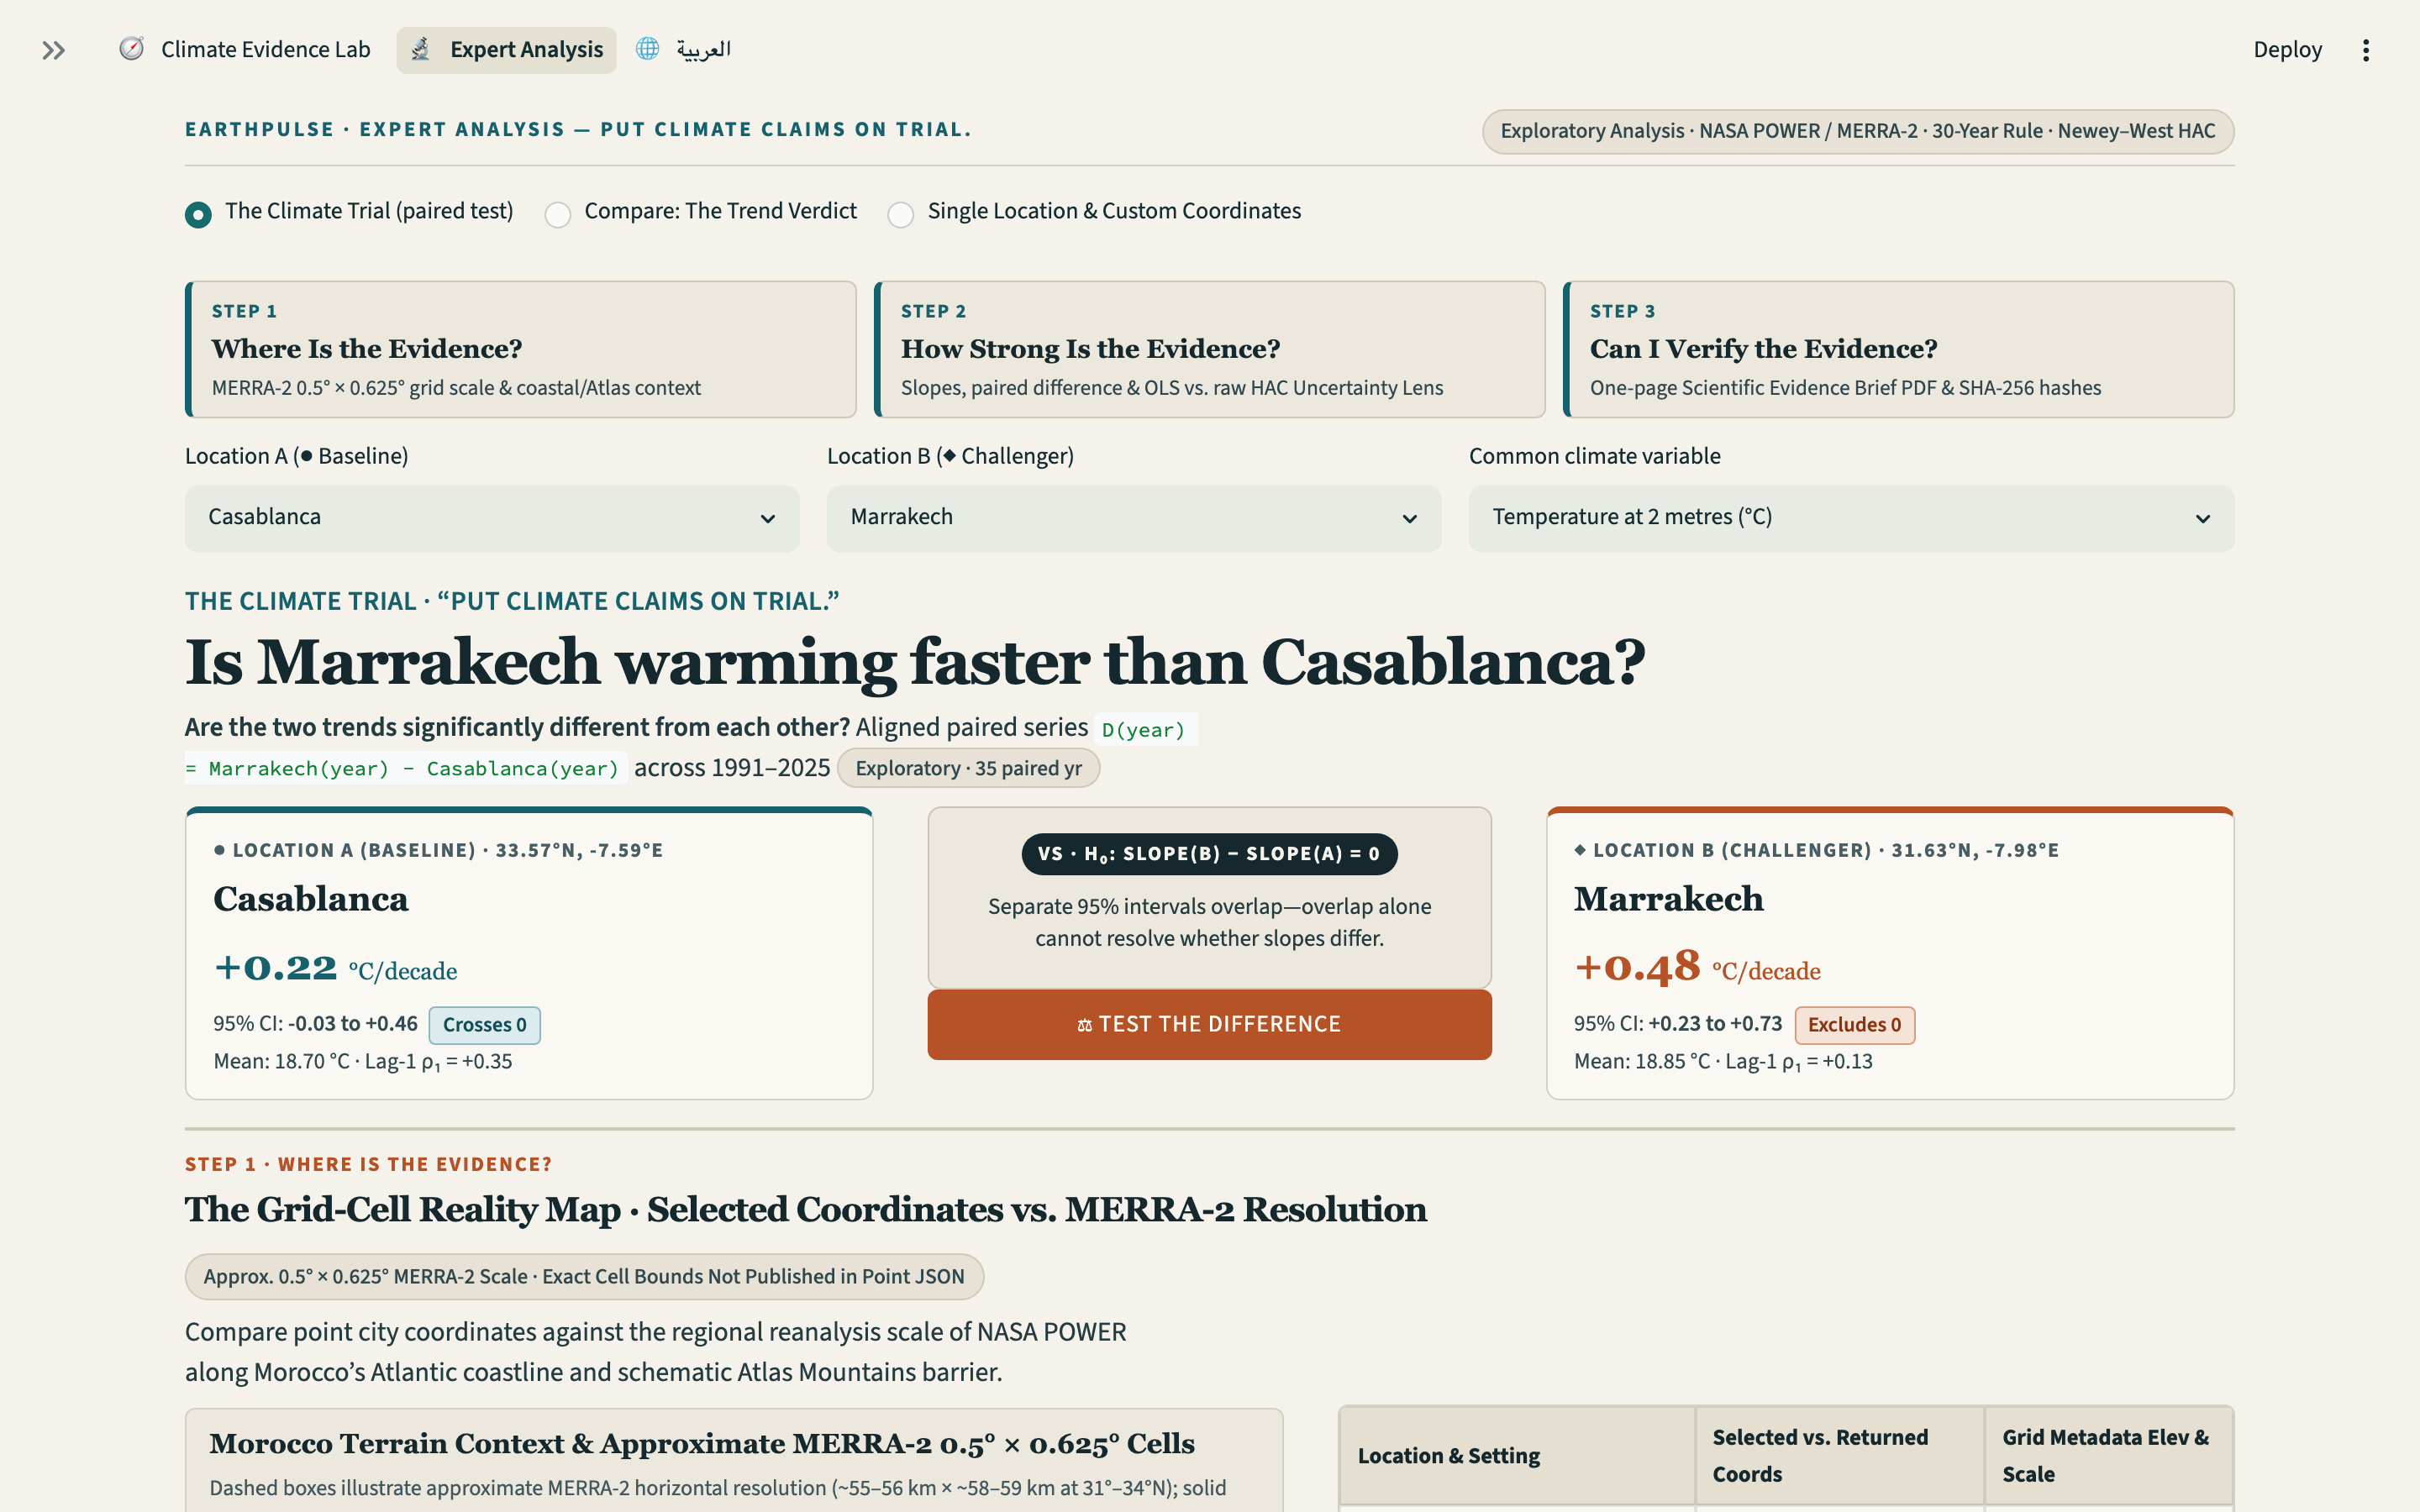 Climate Evidence Lab
Expert Analysis
العربية
Deploy
EARTHPULSE · EXPERT ANALYSIS — PUT CLIMATE CLAIMS ON TRIAL.
Exploratory Analysis · NASA POWER / MERRA-2 · 30-Year Rule · Newey–West HAC
The Climate Trial (paired test)
Compare: The Trend Verdict
Single Location & Custom Coordinates
STEP 1
Where Is the Evidence?
MERRA-2 0.5° × 0.625° grid scale & coastal/Atlas context
STEP 2
How Strong Is the Evidence?
Slopes, paired difference & OLS vs. raw HAC Uncertainty Lens
STEP 3
Can I Verify the Evidence?
One-page Scientific Evidence Brief PDF & SHA-256 hashes
Location A (● Baseline)
Casablanca
Location B (◆ Challenger)
Marrakech
Common climate variable
Temperature at 2 metres (°C)
THE CLIMATE TRIAL · “PUT CLIMATE CLAIMS ON TRIAL.”
Is Marrakech warming faster than Casablanca?
Are the two trends significantly different from each other? Aligned paired series D(year)
= Marrakech(year) − Casablanca(year) across 1991–2025 Exploratory · 35 paired yr
● LOCATION A (BASELINE) · 33.57°N, -7.59°E
Casablanca
+0.22 °C/decade
95% CI: -0.03 to +0.46 Crosses 0
Mean: 18.70 °C · Lag-1 ρ₁ = +0.35
VS · H₀: SLOPE(B) − SLOPE(A) = 0
Separate 95% intervals overlap—overlap alone
cannot resolve whether slopes differ.
⚖ TEST THE DIFFERENCE
◆ LOCATION B (CHALLENGER) · 31.63°N, -7.98°E
Marrakech
+0.48 °C/decade
95% CI: +0.23 to +0.73 Excludes 0
Mean: 18.85 °C · Lag-1 ρ₁ = +0.13
STEP 1 · WHERE IS THE EVIDENCE?
The Grid-Cell Reality Map · Selected Coordinates vs. MERRA-2 Resolution
Approx. 0.5° × 0.625° MERRA-2 Scale · Exact Cell Bounds Not Published in Point JSON
Compare point city coordinates against the regional reanalysis scale of NASA POWER
along Morocco’s Atlantic coastline and schematic Atlas Mountains barrier.
Morocco Terrain Context & Approximate MERRA-2 0.5° × 0.625° Cells
Dashed boxes illustrate approximate MERRA-2 horizontal resolution (~55–56 km × ~58–59 km at 31°–34°N); solid
Location & Setting
Selected vs. Returned
Coords
Grid Metadata Elev &
Scale